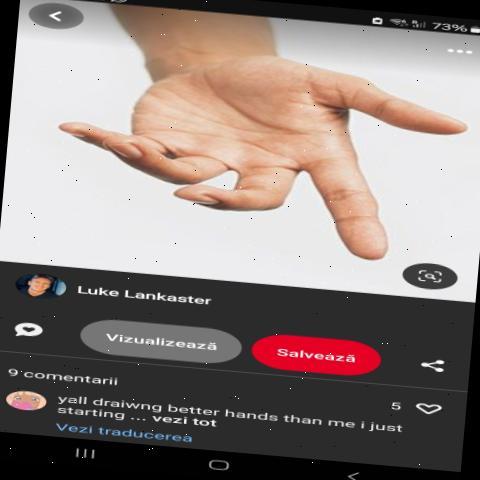 73%
Luke Lankaster
Vizualizează
Salvează
9 comentarii
yall draiwng better hands than me i just
starting ... vezi tot
5
Vezi traducerea